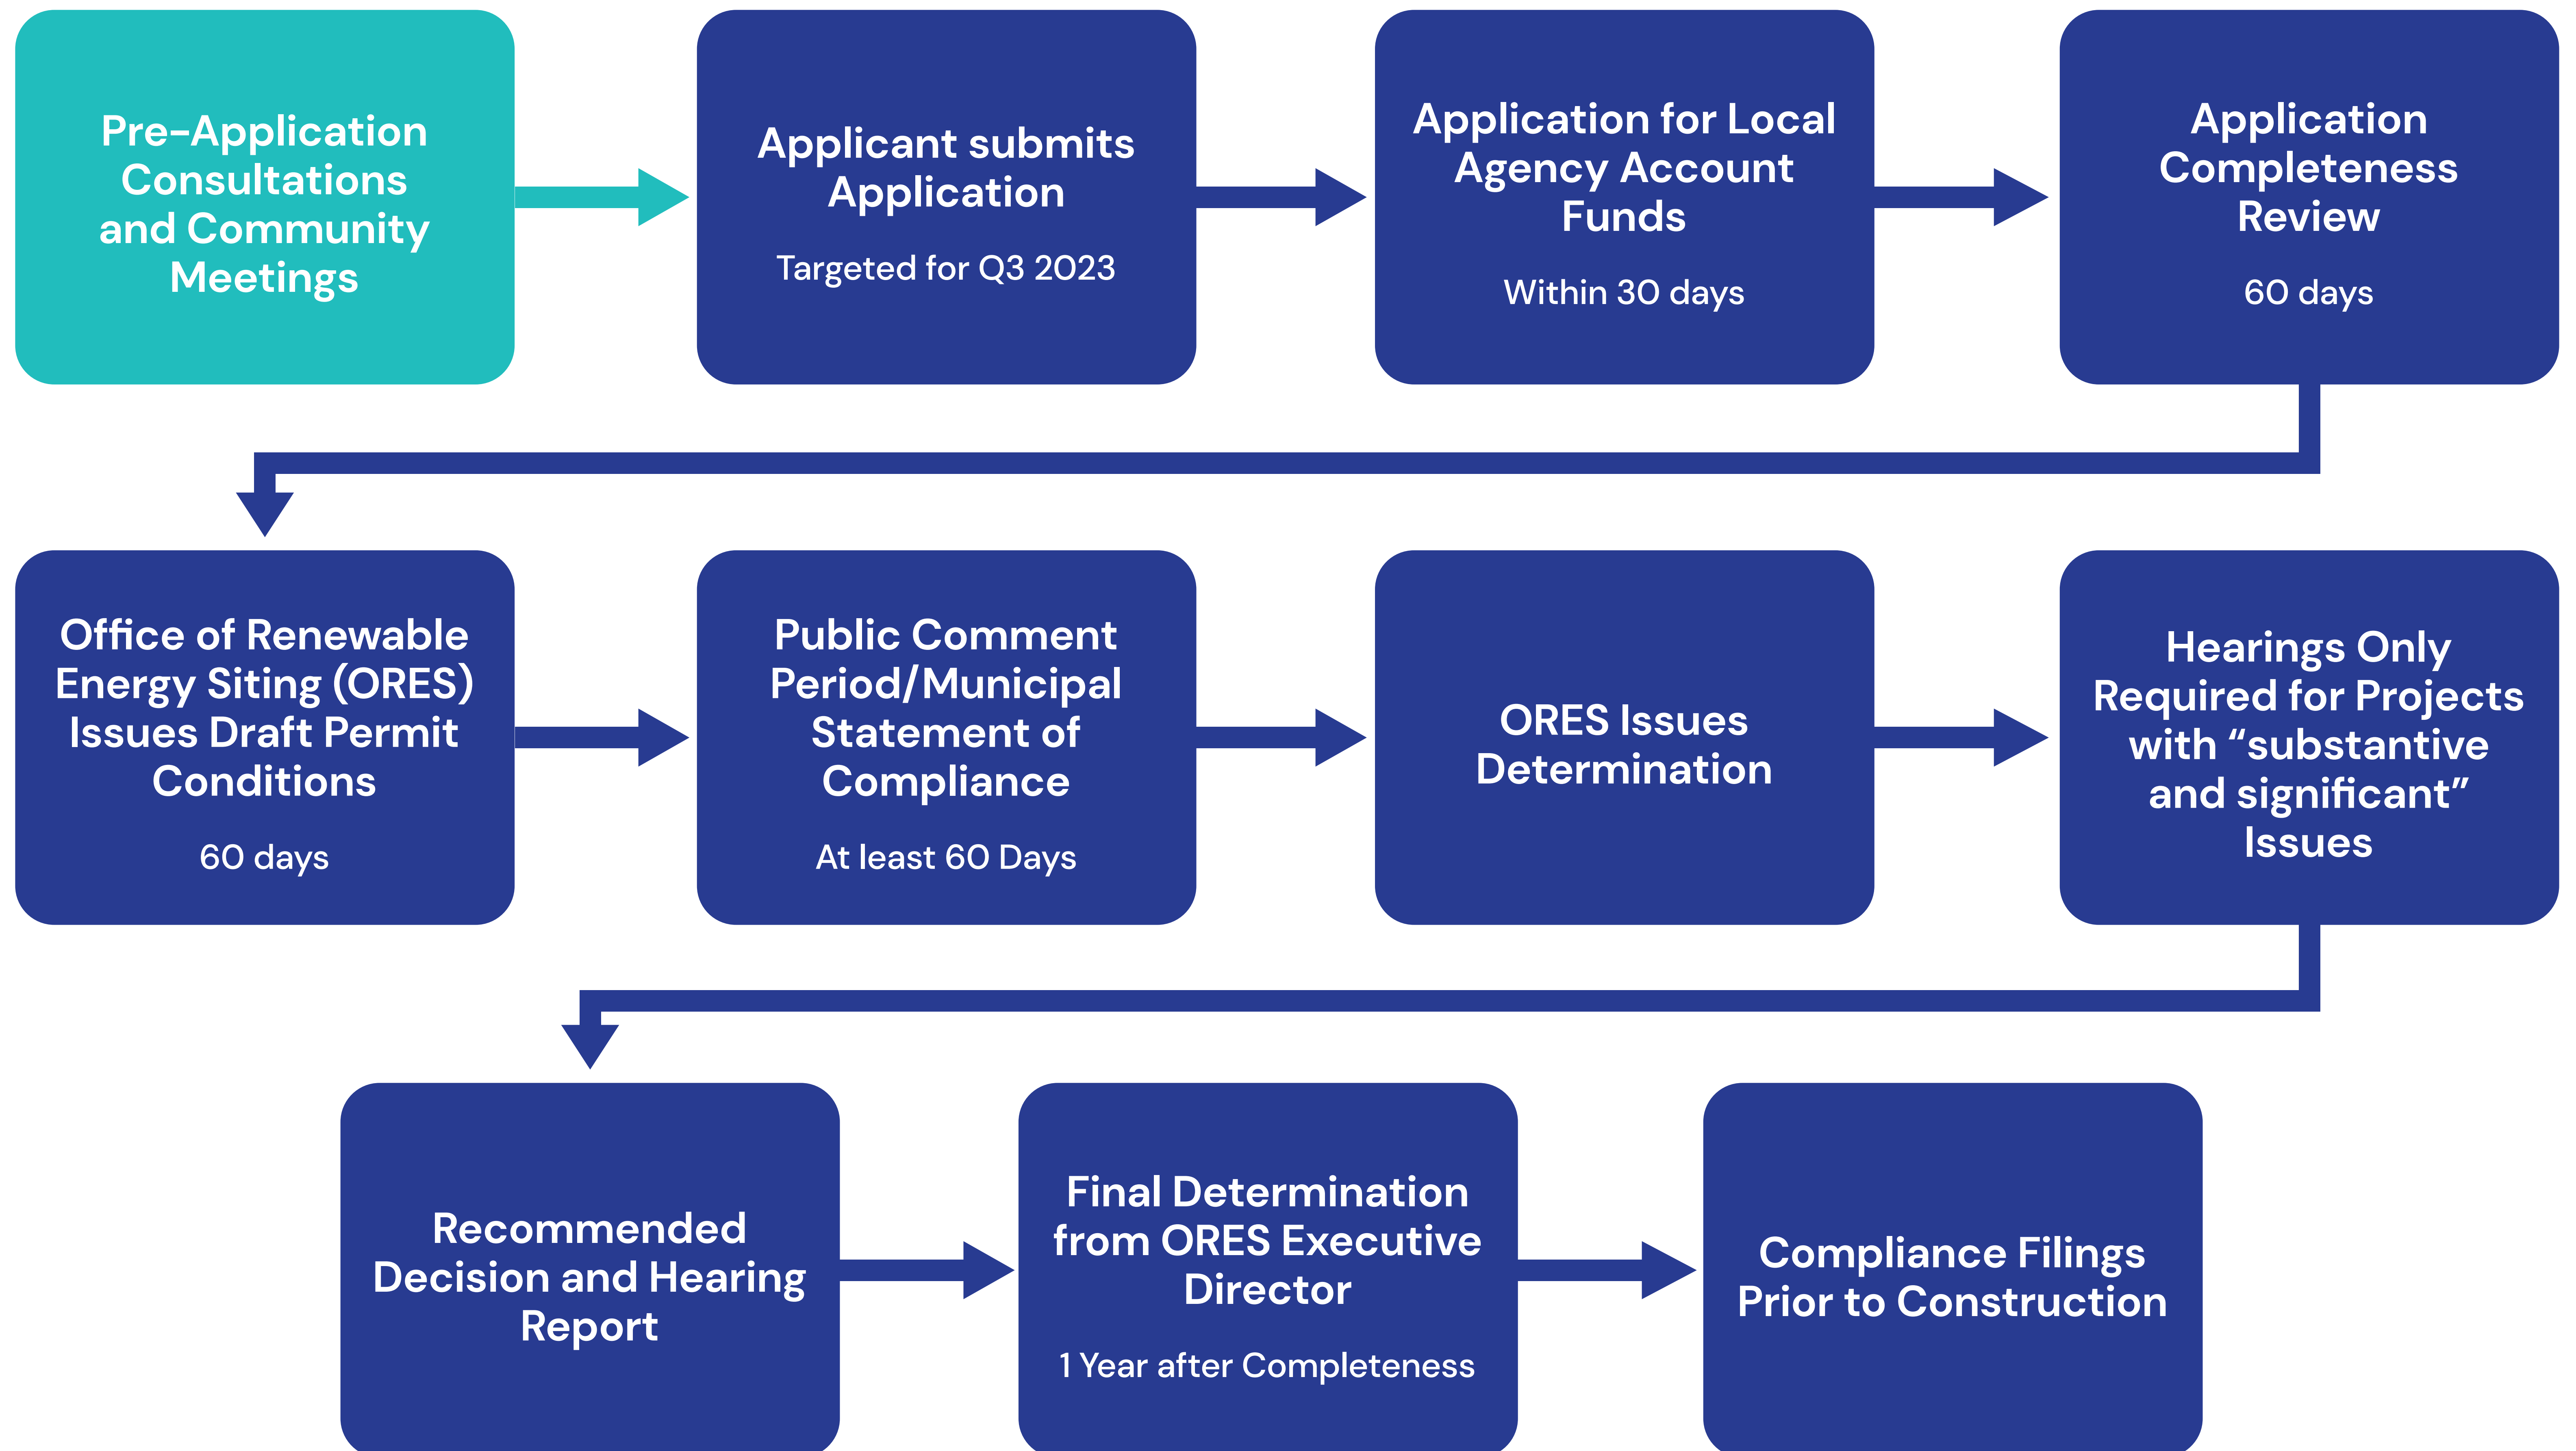 Pre-Application
Consultations
and Community
Meetings
Applicant submits
Application
Targeted for Q3 2023
Application for Local
Agency Account
Funds
Within 30 days
Application
Completeness
Review
60 days
Office of Renewable
Energy Siting (ORES)
Issues Draft Permit
Conditions
60 days
Public Comment
Period/Municipal
Statement of
Compliance
At least 60 Days
ORES Issues
Determination
Hearings Only
Required for Projects
with “substantive
and significant”
Issues
Recommended
Decision and Hearing
Report
Final Determination
from ORES Executive
Director
1 Year after Completeness
Compliance Filings
Prior to Construction